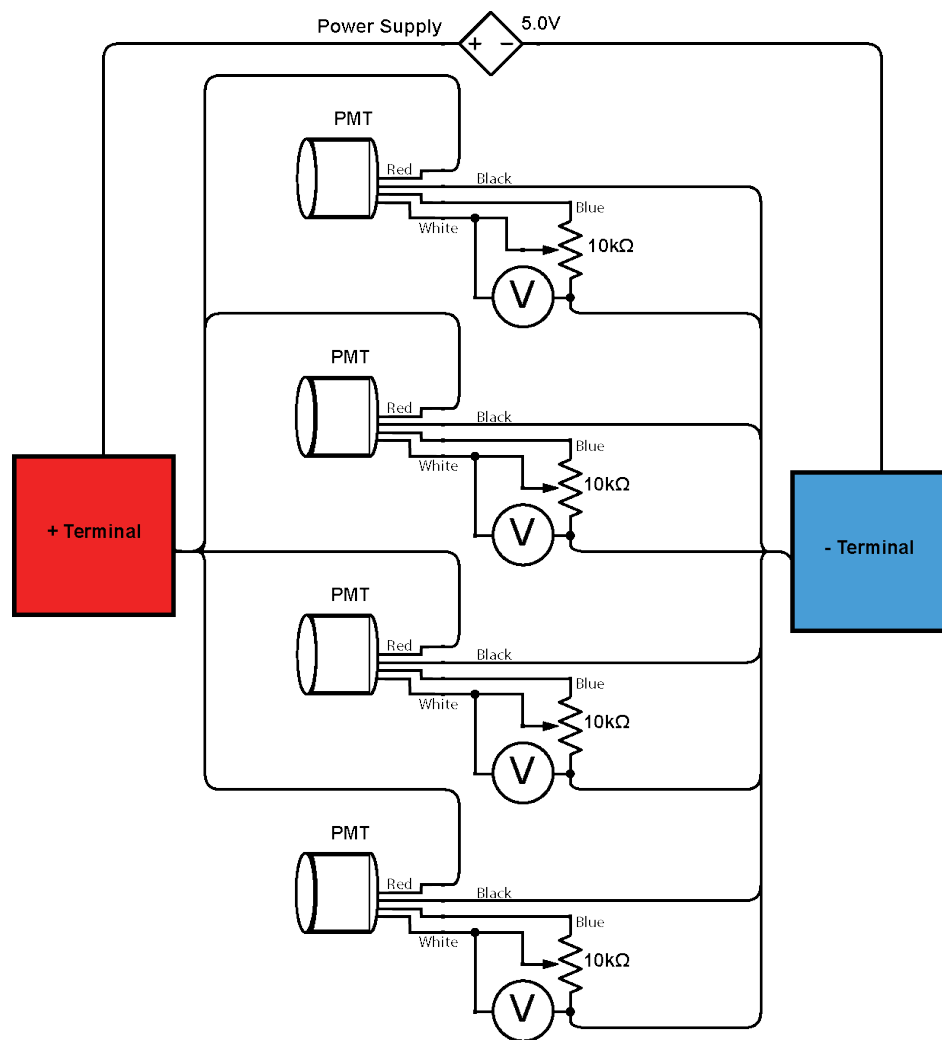 Power Supply
+ −
5.0V
PMT
Red
Black
Blue
White
10kΩ
V
PMT
Red
Black
Blue
White
10kΩ
V
+ Terminal
- Terminal
PMT
Red
Black
Blue
White
10kΩ
V
PMT
Red
Black
Blue
White
10kΩ
V